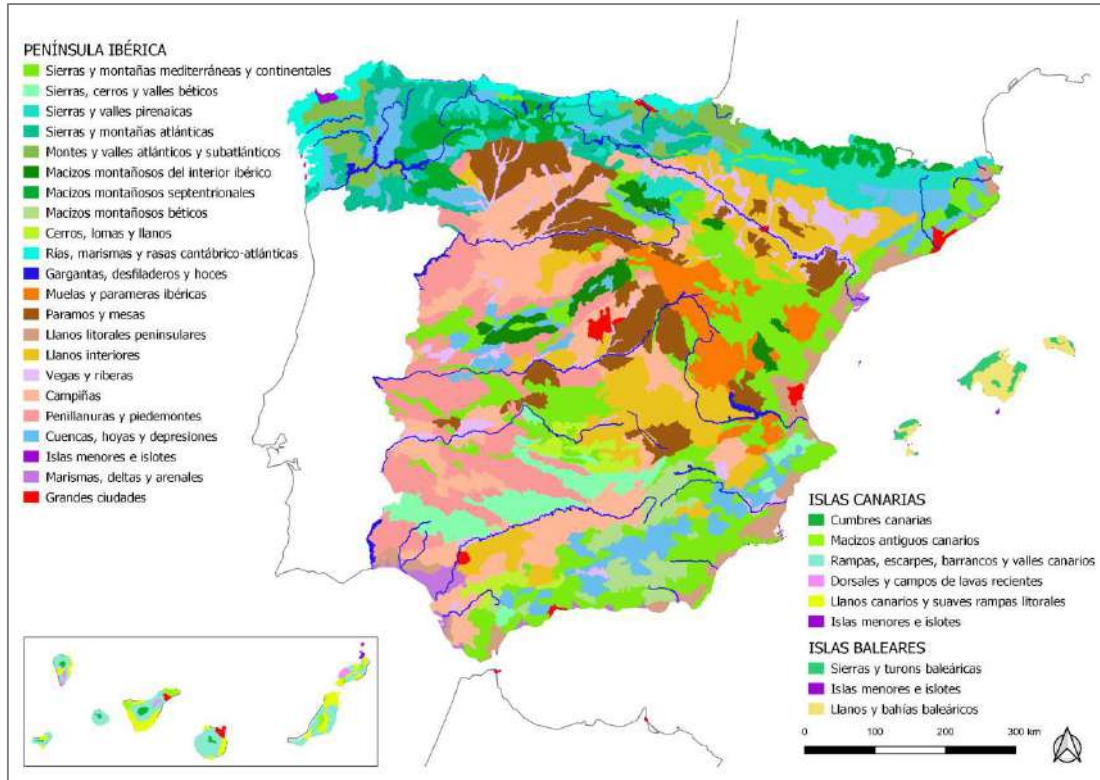 PENÍNSULA IBÉRICA
Sierras y montañas mediterráneas y continentales
Sierras, cerros y valles béticos
Sierras y valles pirenaicas
Sierras y montañas atlánticas
Montes y valles atlánticos y subatlánticos
Macizos montañosos del interior ibérico
Macizos montañosos septentrionales
Macizos montañosos béticos
Cerros, lomas y llanos
Rías, marismas y rasas cantábrico-atlánticas
Gargantas, desfiladeros y hoces
Muelas y parameras ibéricas
Paramos y mesas
Llanos litorales peninsulares
Llanos interiores
Vegas y riberas
Campiñas
Penillanuras y piedemontes
Cuencas, hoyas y depresiones
Islas menores e islotes
Marismas, deltas y arenales
Grandes ciudades
ISLAS CANARIAS
Cumbres canarias
Macizos antiguos canarios
Rampas, escarpes, barrancos y valles canarios
Dorsales y campos de lavas recientes
Llanos canarios y suaves rampas litorales
Islas menores e islotes
ISLAS BALEARES
Sierras y turons baleáricas
Islas menores e islotes
Llanos y bahías baleáricos
0 100 200 300 km